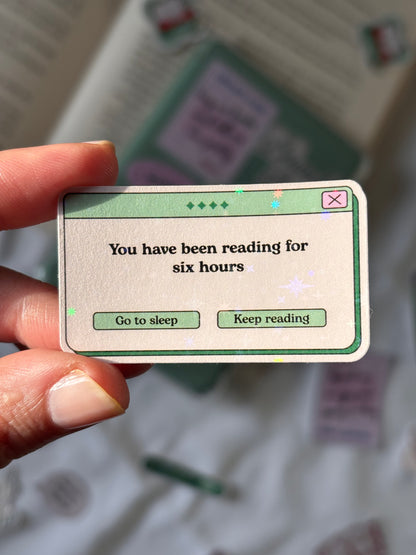 You have been reading for
six hours
Go to sleep
Keep reading